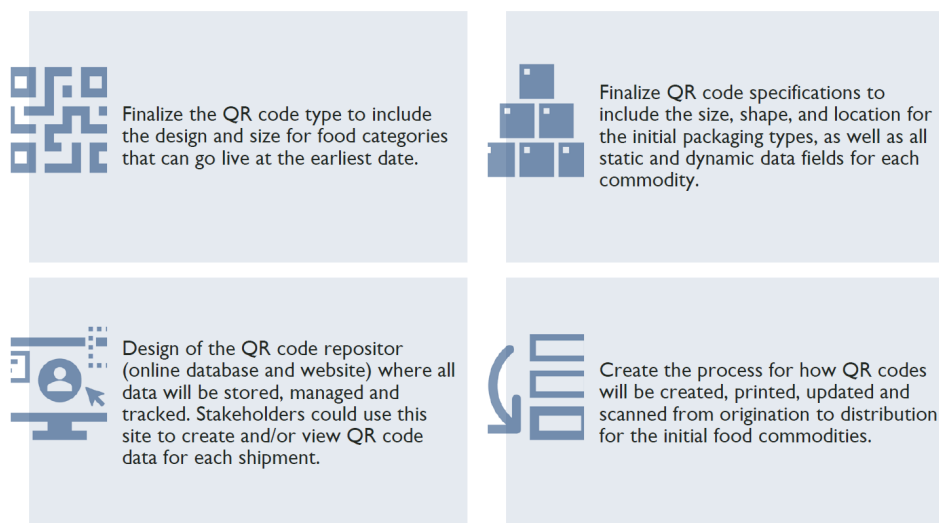 Finalize the QR code type to include
the design and size for food categories
that can go live at the earliest date.
Finalize QR code specifications to
include the size, shape, and location for
the initial packaging types, as well as all
static and dynamic data fields for each
commodity.
Design of the QR code repositor
(online database and website) where all
data will be stored, managed and
tracked. Stakeholders could use this
site to create and/or view QR code
data for each shipment.
Create the process for how QR codes
will be created, printed, updated and
scanned from origination to distribution
for the initial food commodities.